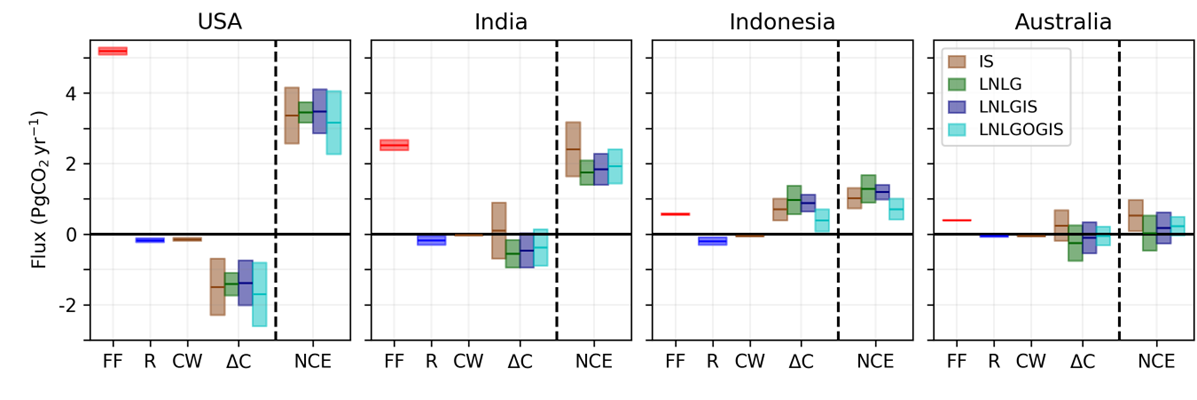 USA
India
Indonesia
Australia
Flux (PgCO₂ yr⁻¹)
4
2
0
-2
IS
LNLG
LNLGIS
LNLGOGIS
FF R CW ΔC NCE
FF R CW ΔC NCE
FF R CW ΔC NCE
FF R CW ΔC NCE